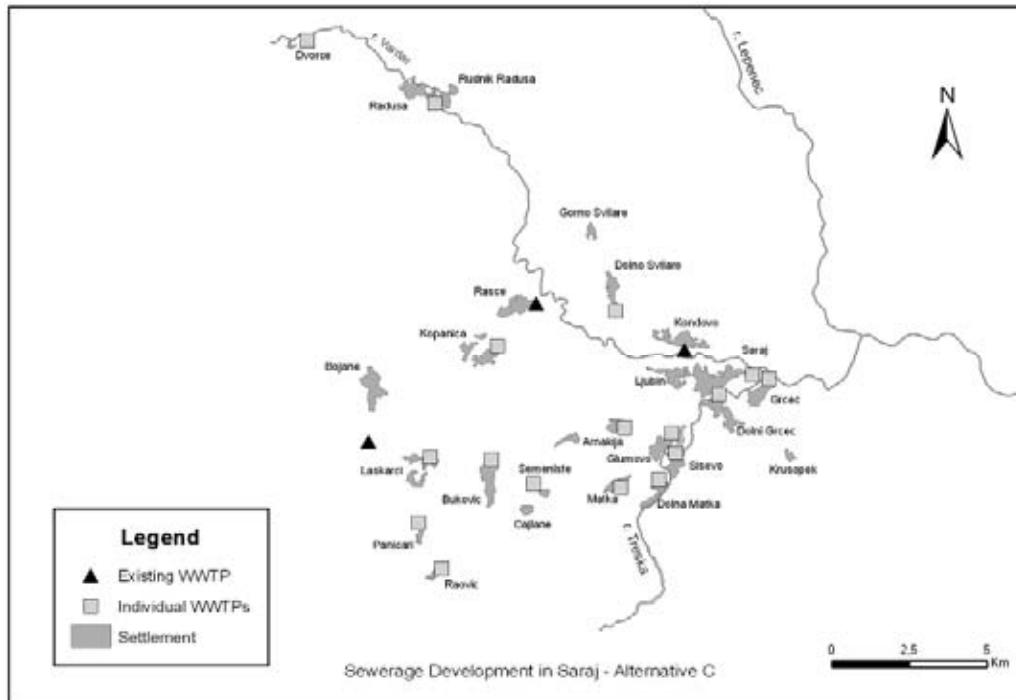 Dvorce
r. Vardar
r. Lepenec
Rudnik Radusa
Radusa
N
Gorno Svilare
Dolno Svilare
Rasce
Kondovo
Kopanica
Saraj
Bojane
Ljubin
Grcec
Dolni Grcec
Arnakija
Glumovo
Krusopek
Laskarci
Semeniste
Sisevo
Bukovic
Matka
Dolna Matka
Cajlane
r. Treska
Panicari
Raovic
Legend
Existing WWTP
Individual WWTPs
Settlement
Sewerage Development in Saraj - Alternative C
0 2.5 5
Km